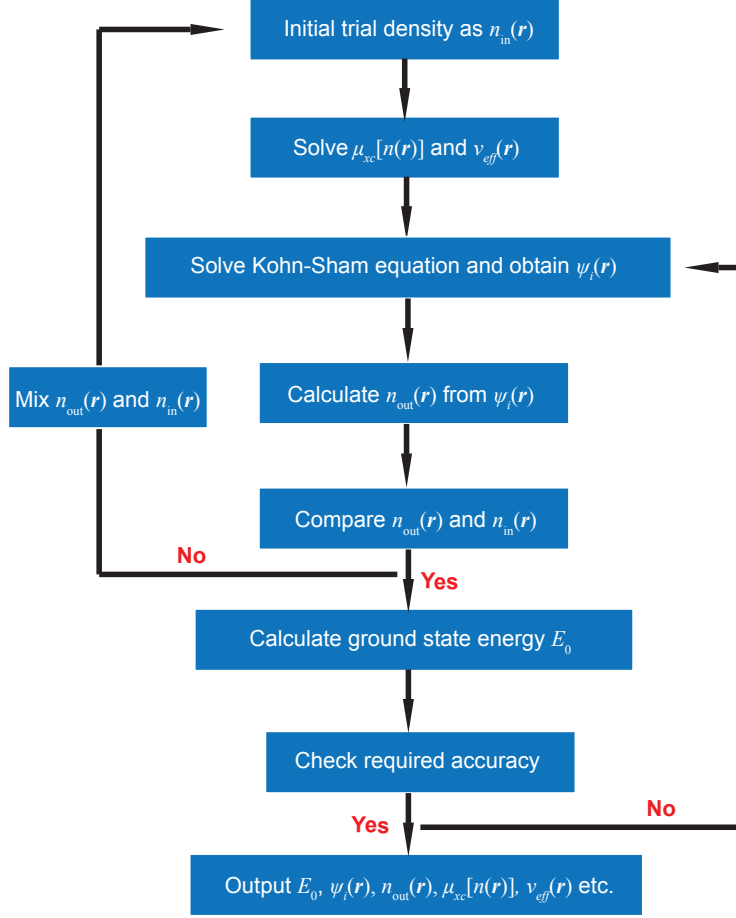 Initial trial density as n_in(r)
Solve μ_xc[n(r)] and v_eff(r)
Solve Kohn-Sham equation and obtain ψ_i(r)
Mix n_out(r) and n_in(r)
Calculate n_out(r) from ψ_i(r)
Compare n_out(r) and n_in(r)
No
Yes
Calculate ground state energy E_0
Check required accuracy
Yes
No
Output E_0, ψ_i(r), n_out(r), μ_xc[n(r)], v_eff(r) etc.